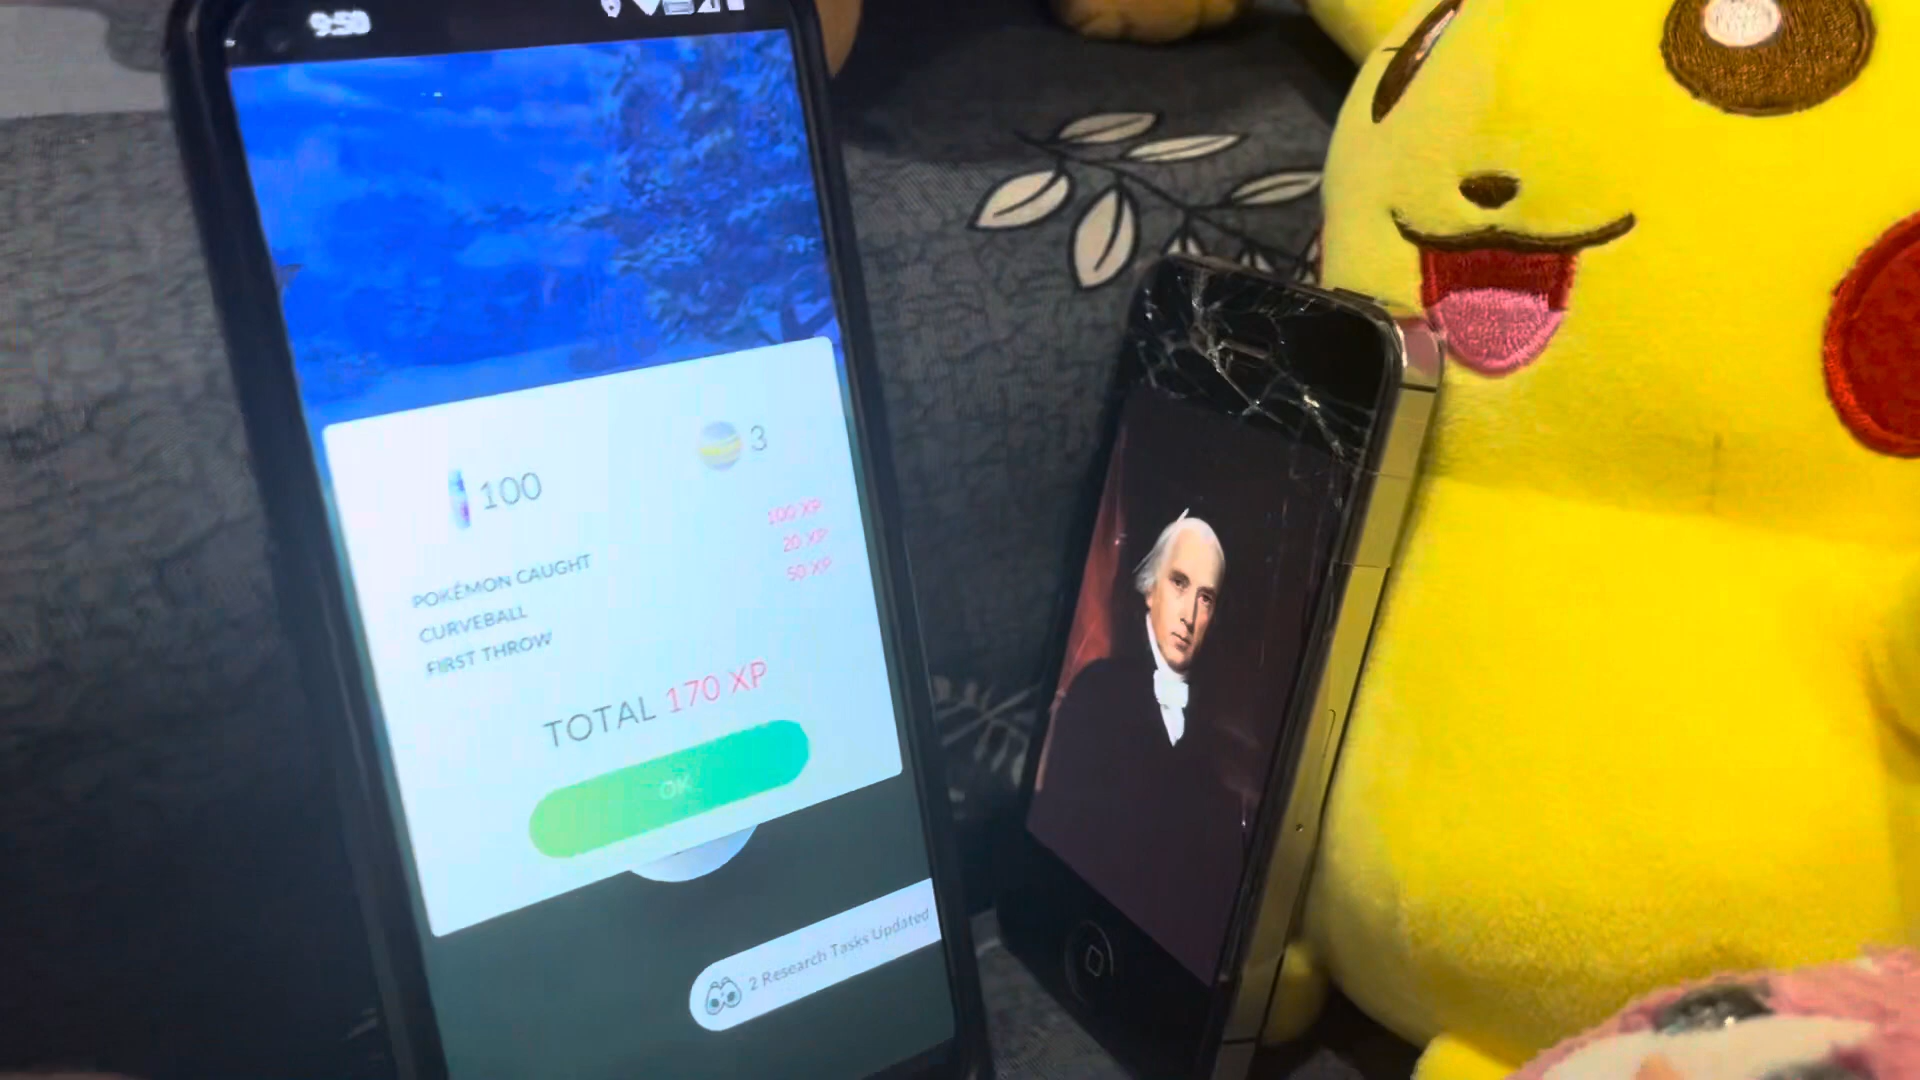 9:50
100
3
POKÉMON CAUGHT 100 XP
CURVEBALL 20 XP
FIRST THROW 50 XP
TOTAL 170 XP
OK
2 Research Tasks Updated